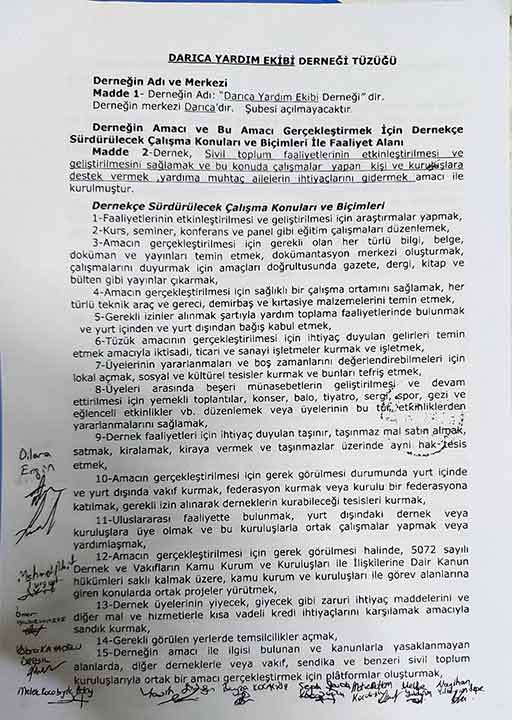 DARICA YARDIM EKİBİ DERNEĞİ TÜZÜĞÜ
Derneğin Adı ve Merkezi
Madde 1- Derneğin Adı: "Darıca Yardım Ekibi Derneği" dir.
Derneğin merkezi Darıca'dır. Şubesi açılmayacaktır.
Derneğin Amacı ve Bu Amacı Gerçekleştirmek İçin Dernekçe
Sürdürülecek Çalışma Konuları ve Biçimleri İle Faaliyet Alanı
Madde 2-Dernek, Sivil toplum faaliyetlerinin etkinleştirilmesi ve
geliştirilmesini sağlamak ve bu konuda çalışmalar yapan kişi ve kuruluşlara
destek vermek ,yardıma muhtaç ailelerin ihtiyaçlarını gidermek amacı ile
kurulmuştur.
Dernekçe Sürdürülecek Çalışma Konuları ve Biçimleri
1-Faaliyetlerinin etkinleştirilmesi ve geliştirilmesi için araştırmalar yapmak,
2-Kurs, seminer, konferans ve panel gibi eğitim çalışmaları düzenlemek,
3-Amacın gerçekleştirilmesi için gerekli olan her türlü bilgi, belge,
doküman ve yayınları temin etmek, dokümantasyon merkezi oluşturmak,
çalışmalarını duyurmak için amaçları doğrultusunda gazete, dergi, kitap ve
bülten gibi yayınlar çıkarmak,
4-Amacın gerçekleştirilmesi için sağlıklı bir çalışma ortamını sağlamak, her
türlü teknik araç ve gereci, demirbaş ve kırtasiye malzemelerini temin etmek,
5-Gerekli izinler alınmak şartıyla yardım toplama faaliyetlerinde bulunmak
ve yurt içinden ve yurt dışından bağış kabul etmek,
6-Tüzük amacının gerçekleştirilmesi için ihtiyaç duyulan gelirleri temin
etmek amacıyla iktisadi, ticari ve sanayi işletmeler kurmak ve işletmek,
7-Üyelerinin yararlanmaları ve boş zamanlarını değerlendirebilmeleri için
lokal açmak, sosyal ve kültürel tesisler kurmak ve bunları tefriş etmek,
8-Üyeleri arasında beşeri münasebetlerin geliştirilmesi ve devam
ettirilmesi için yemekli toplantılar, konser, balo, tiyatro, sergi, spor, gezi ve
eğlenceli etkinlikler vb. düzenlemek veya üyelerinin bu tür etkinliklerden
yararlanmalarını sağlamak,
9-Dernek faaliyetleri için ihtiyaç duyulan taşınır, taşınmaz mal satın almak,
satmak, kiralamak, kiraya vermek ve taşınmazlar üzerinde ayni hak tesis
etmek,
10-Amacın gerçekleştirilmesi için gerek görülmesi durumunda yurt içinde
ve yurt dışında vakıf kurmak, federasyon kurmak veya kurulu bir federasyona
katılmak, gerekli izin alınarak derneklerin kurabileceği tesisleri kurmak,
11-Uluslararası faaliyette bulunmak, yurt dışındaki dernek veya
kuruluşlara üye olmak ve bu kuruluşlarla ortak çalışmalar yapmak veya
yardımlaşmak,
12-Amacın gerçekleştirilmesi için gerek görülmesi halinde, 5072 sayılı
Dernek ve Vakıfların Kamu Kurum ve Kuruluşları ile İlişkilerine Dair Kanun
hükümleri saklı kalmak üzere, kamu kurum ve kuruluşları ile görev alanlarına
giren konularda ortak projeler yürütmek,
13-Dernek üyelerinin yiyecek, giyecek gibi zaruri ihtiyaç maddelerini ve
diğer mal ve hizmetlerle kısa vadeli kredi ihtiyaçlarını karşılamak amacıyla
sandık kurmak,
14-Gerekli görülen yerlerde temsilcilikler açmak,
15-Derneğin amacı ile ilgisi bulunan ve kanunlarla yasaklanmayan
alanlarda, diğer derneklerle veya vakıf, sendika ve benzeri sivil toplum
kuruluşlarıyla ortak bir amacı gerçekleştirmek için platformlar oluşturmak,
Dilara
Ergin